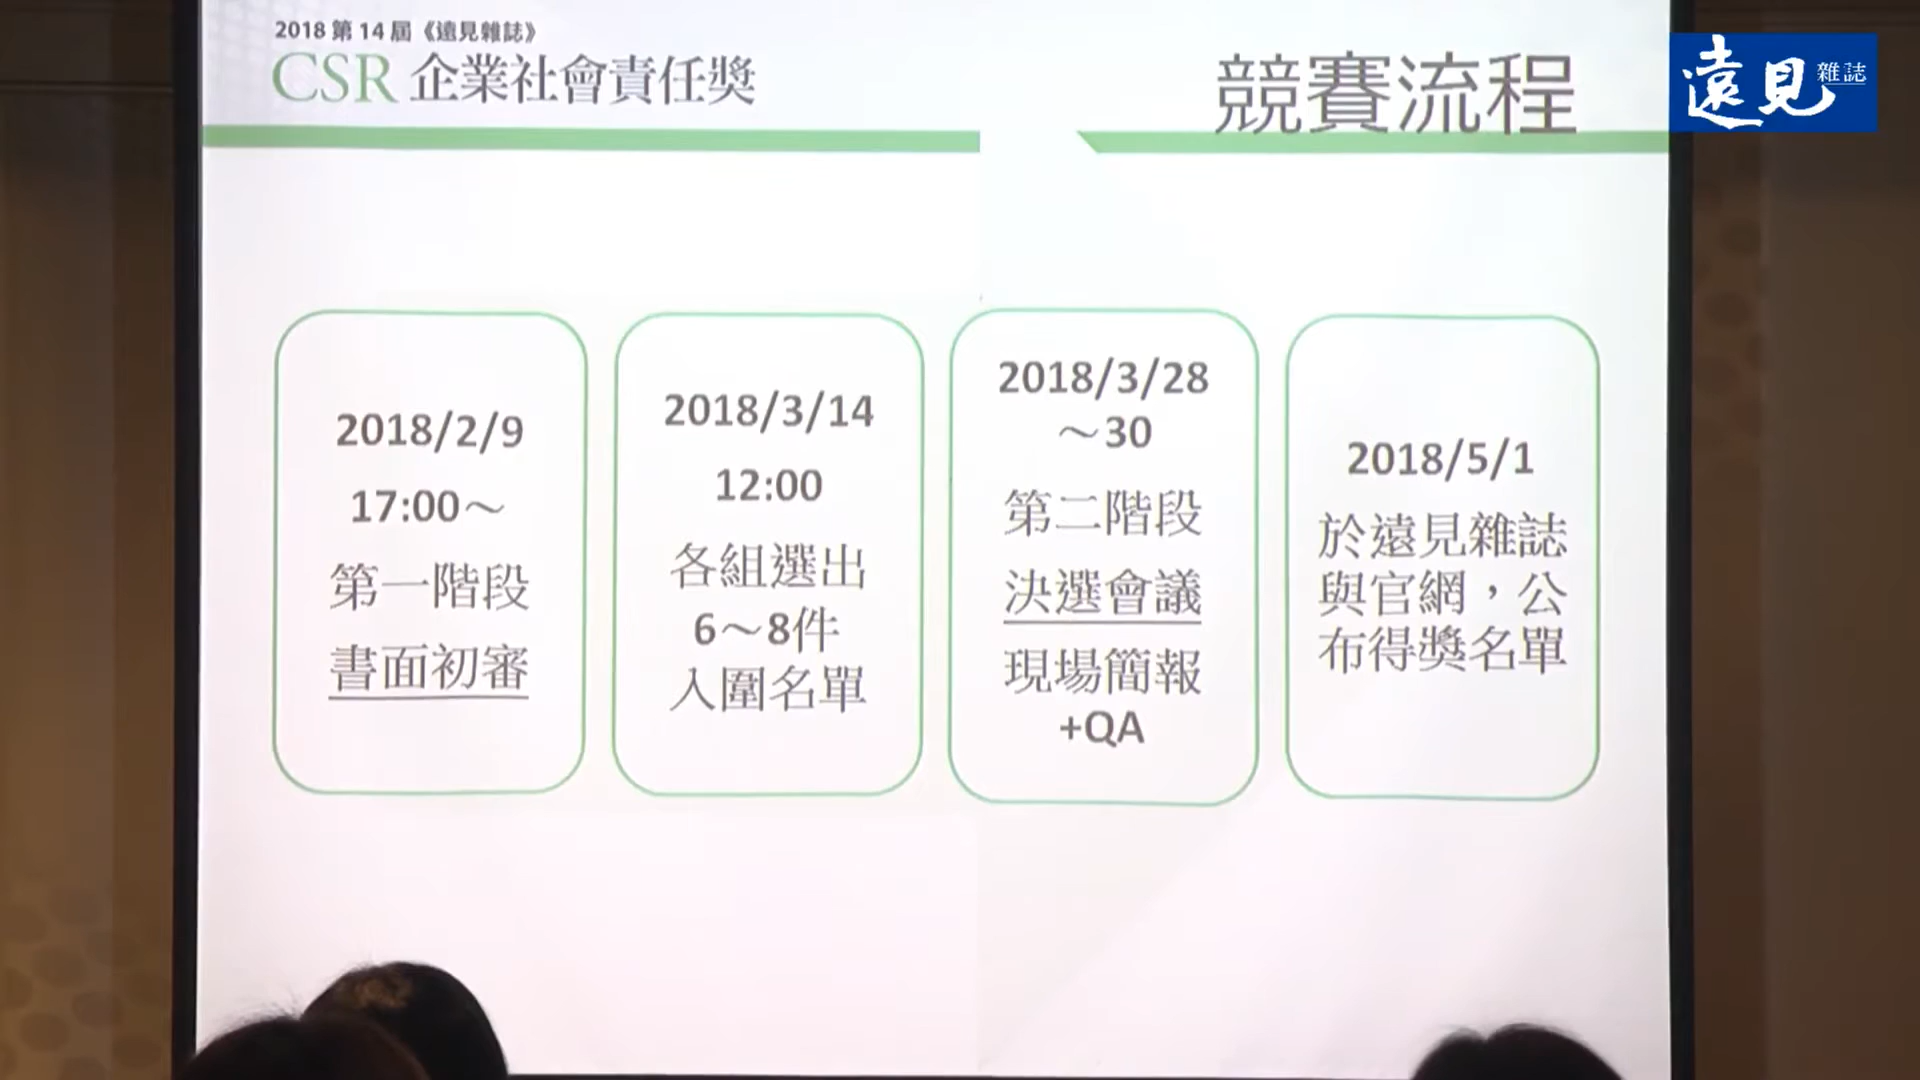 2018 第 14 屆《遠見雜誌》
CSR 企業社會責任獎
競賽流程
遠見 雜誌
2018/2/9
17:00～
第一階段
書面初審
2018/3/14
12:00
各組選出
6～8件
入圍名單
2018/3/28
～30
第二階段
決選會議
現場簡報
+QA
2018/5/1
於遠見雜誌
與官網，公
布得獎名單